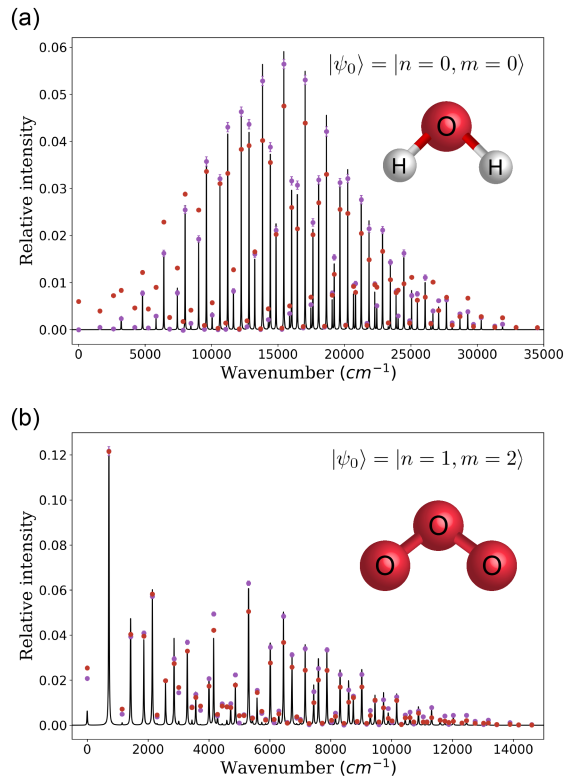 (a)
|ψ₀⟩ = |n = 0, m = 0⟩
O
H H
0.06
0.05
0.04
0.03
0.02
0.01
0.00
Relative intensity
0 5000 10000 15000 20000 25000 30000 35000
Wavenumber (cm⁻¹)
(b)
|ψ₀⟩ = |n = 1, m = 2⟩
O
O O
0.12
0.10
0.08
0.06
0.04
0.02
0.00
Relative intensity
0 2000 4000 6000 8000 10000 12000 14000
Wavenumber (cm⁻¹)